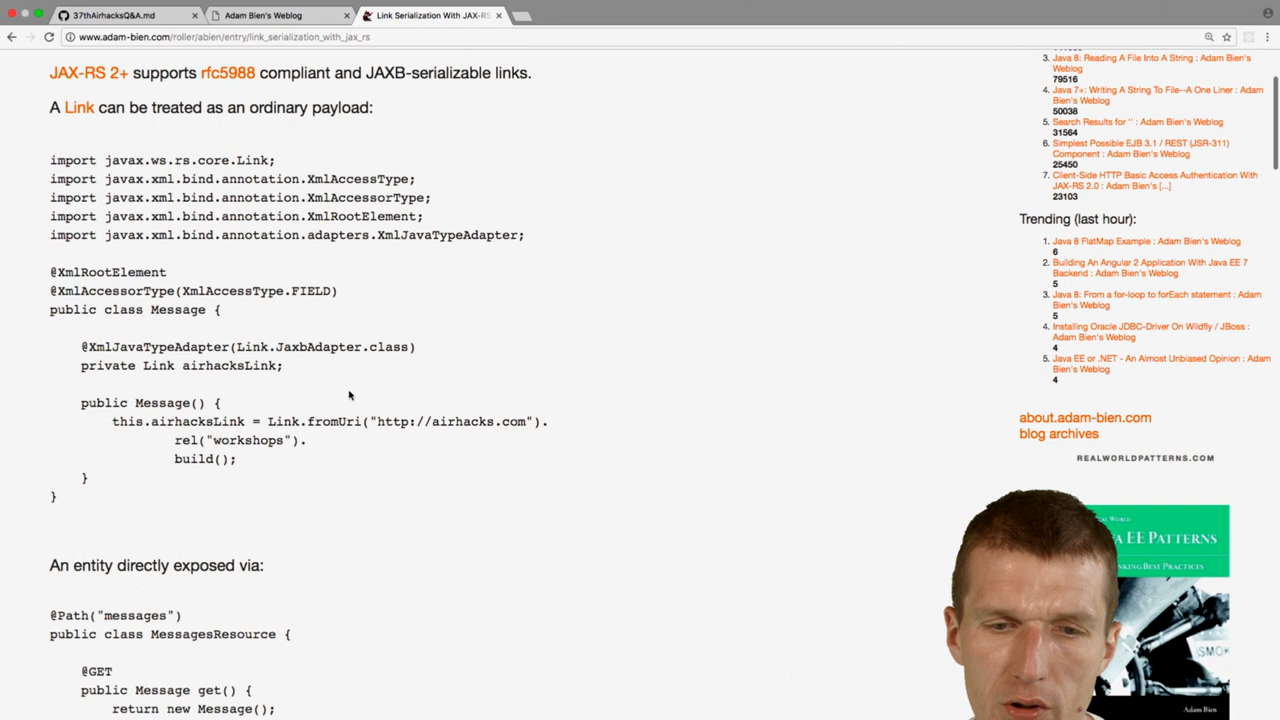 37thAirhacksQ&A.md
Adam Bien's Weblog
Link Serialization With JAX-RS
www.adam-bien.com/roller/abien/entry/link_serialization_with_jax_rs
JAX-RS 2+ supports rfc5988 compliant and JAXB-serializable links.
A Link can be treated as an ordinary payload:
import javax.ws.rs.core.Link;
import javax.xml.bind.annotation.XmlAccessType;
import javax.xml.bind.annotation.XmlAccessorType;
import javax.xml.bind.annotation.XmlRootElement;
import javax.xml.bind.annotation.adapters.XmlJavaTypeAdapter;
@XmlRootElement
@XmlAccessorType(XmlAccessType.FIELD)
public class Message {
@XmlJavaTypeAdapter(Link.JaxbAdapter.class)
private Link airhacksLink;
public Message() {
this.airhacksLink = Link.fromUri("http://airhacks.com").
rel("workshops").
build();
}
}
An entity directly exposed via:
@Path("messages")
public class MessagesResource {
@GET
public Message get() {
return new Message();
3. Java 8: Reading A File Into A String : Adam Bien's
Weblog
79516
4. Java 7+: Writing A String To File--A One Liner : Adam
Bien's Weblog
50038
5. Search Results for '' : Adam Bien's Weblog
31564
6. Simplest Possible EJB 3.1 / REST (JSR-311)
Component : Adam Bien's Weblog
25450
7. Client-Side HTTP Basic Access Authentication With
JAX-RS 2.0 : Adam Bien's [...]
23103
Trending (last hour):
1. Java 8 FlatMap Example : Adam Bien's Weblog
6
2. Building An Angular 2 Application With Java EE 7
Backend : Adam Bien's Weblog
5
3. Java 8: From a for-loop to forEach statement : Adam
Bien's Weblog
5
4. Installing Oracle JDBC-Driver On Wildfly / JBoss :
Adam Bien's Weblog
4
5. Java EE or .NET - An Almost Unbiased Opinion : Adam
Bien's Weblog
4
about.adam-bien.com
blog archives
REALWORLDPATTERNS.COM
WORLD
EE PATTERNS
BEST PRACTICES
SMOK
Adam Bien